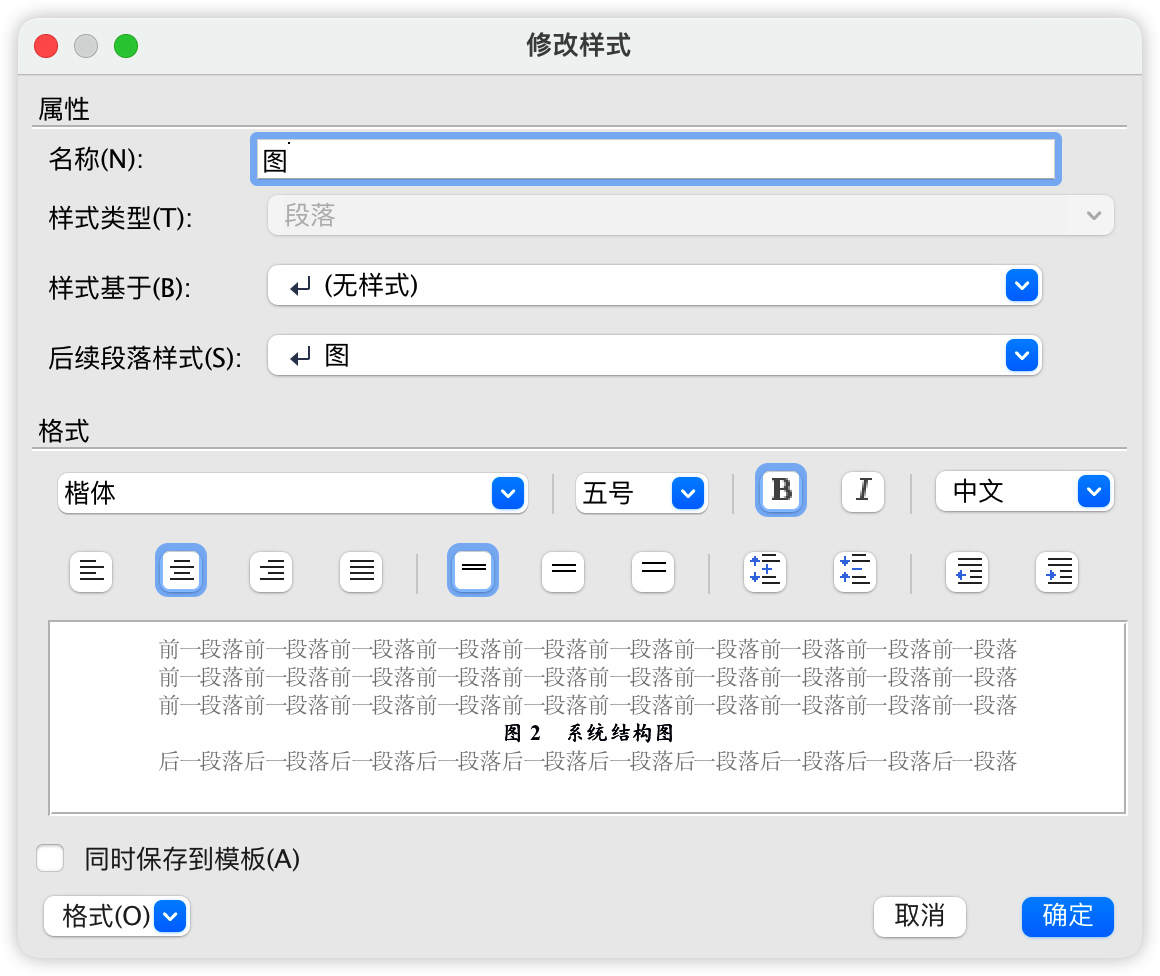 修改样式
属性
名称(N):
图
样式类型(T):
段落
样式基于(B):
(无样式)
后续段落样式(S):
图
格式
楷体
五号
B
I
中文
前一段落前一段落前一段落前一段落前一段落前一段落前一段落前一段落前一段落前一段落
前一段落前一段落前一段落前一段落前一段落前一段落前一段落前一段落前一段落前一段落
前一段落前一段落前一段落前一段落前一段落前一段落前一段落前一段落前一段落前一段落
图 2 系统结构图
后一段落后一段落后一段落后一段落后一段落后一段落后一段落后一段落后一段落后一段落
同时保存到模板(A)
格式(O)
取消
确定